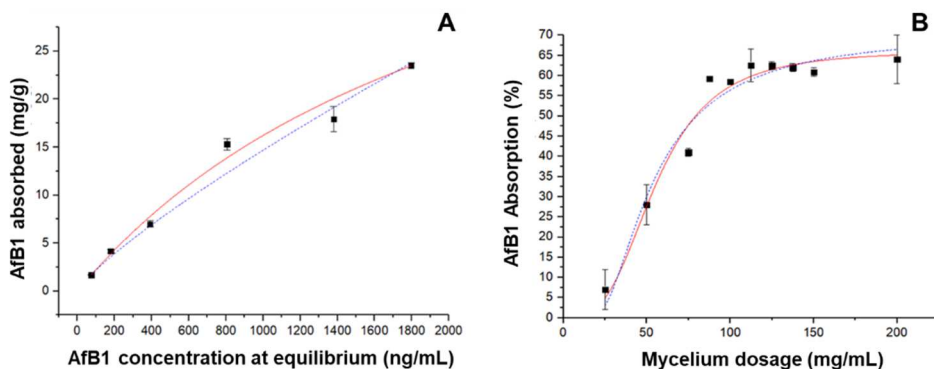 A
25
20
15
10
5
0
0 200 400 600 800 1000 1200 1400 1600 1800 2000
AfB1 absorbed (mg/g)
AfB1 concentration at equilibrium (ng/mL)
B
70
65
60
55
50
45
40
35
30
25
20
15
10
5
0
0 50 100 150 200
AfB1 Absorption (%)
Mycelium dosage (mg/mL)